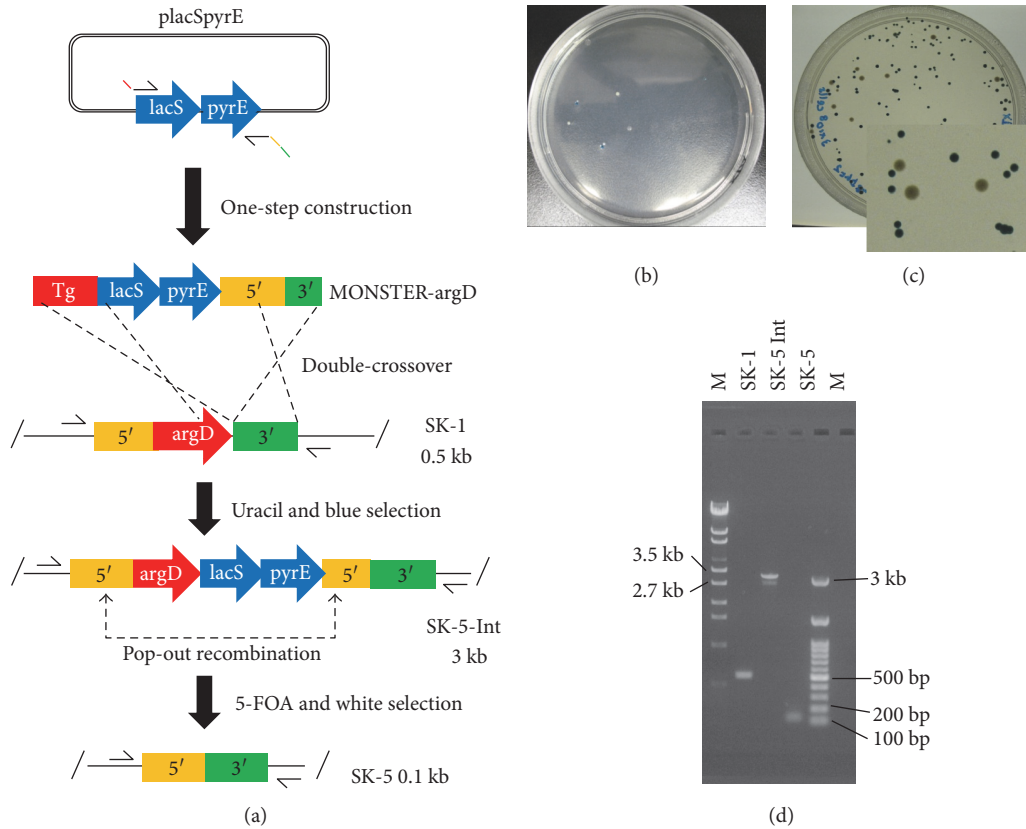 placSpyrE
lacS pyrE
One-step construction
Tg lacS pyrE 5′ 3′ MONSTER-argD
Double-crossover
5′ argD 3′ SK-1
0.5 kb
Uracil and blue selection
5′ argD lacS pyrE 5′ 3′
SK-5-Int
3 kb
Pop-out recombination
5-FOA and white selection
5′ 3′
SK-5 0.1 kb
(a)
(b)
(c)
M SK-1 SK-5 Int SK-5 M
3.5 kb
2.7 kb
3 kb
500 bp
200 bp
100 bp
(d)